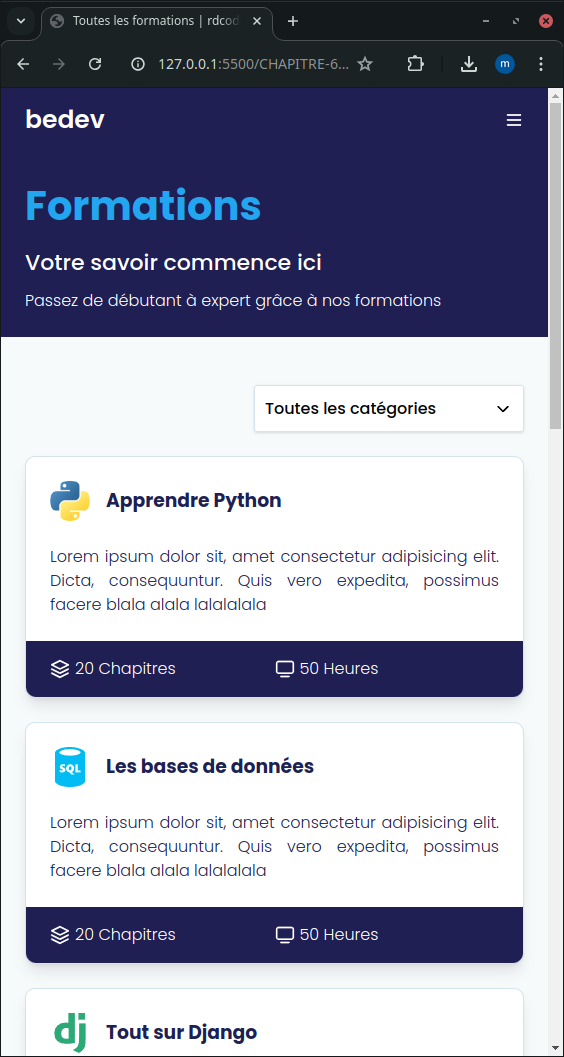 Toutes les formations | rdcod
127.0.0.1:5500/CHAPITRE-6...
m
bedev
Formations
Votre savoir commence ici
Passez de débutant à expert grâce à nos formations
Toutes les catégories
Apprendre Python
Lorem ipsum dolor sit, amet consectetur adipisicing elit.
Dicta, consequuntur. Quis vero expedita, possimus
facere blala alala lalalalala
20 Chapitres
50 Heures
SQL
Les bases de données
Lorem ipsum dolor sit, amet consectetur adipisicing elit.
Dicta, consequuntur. Quis vero expedita, possimus
facere blala alala lalalalala
20 Chapitres
50 Heures
dj
Tout sur Django